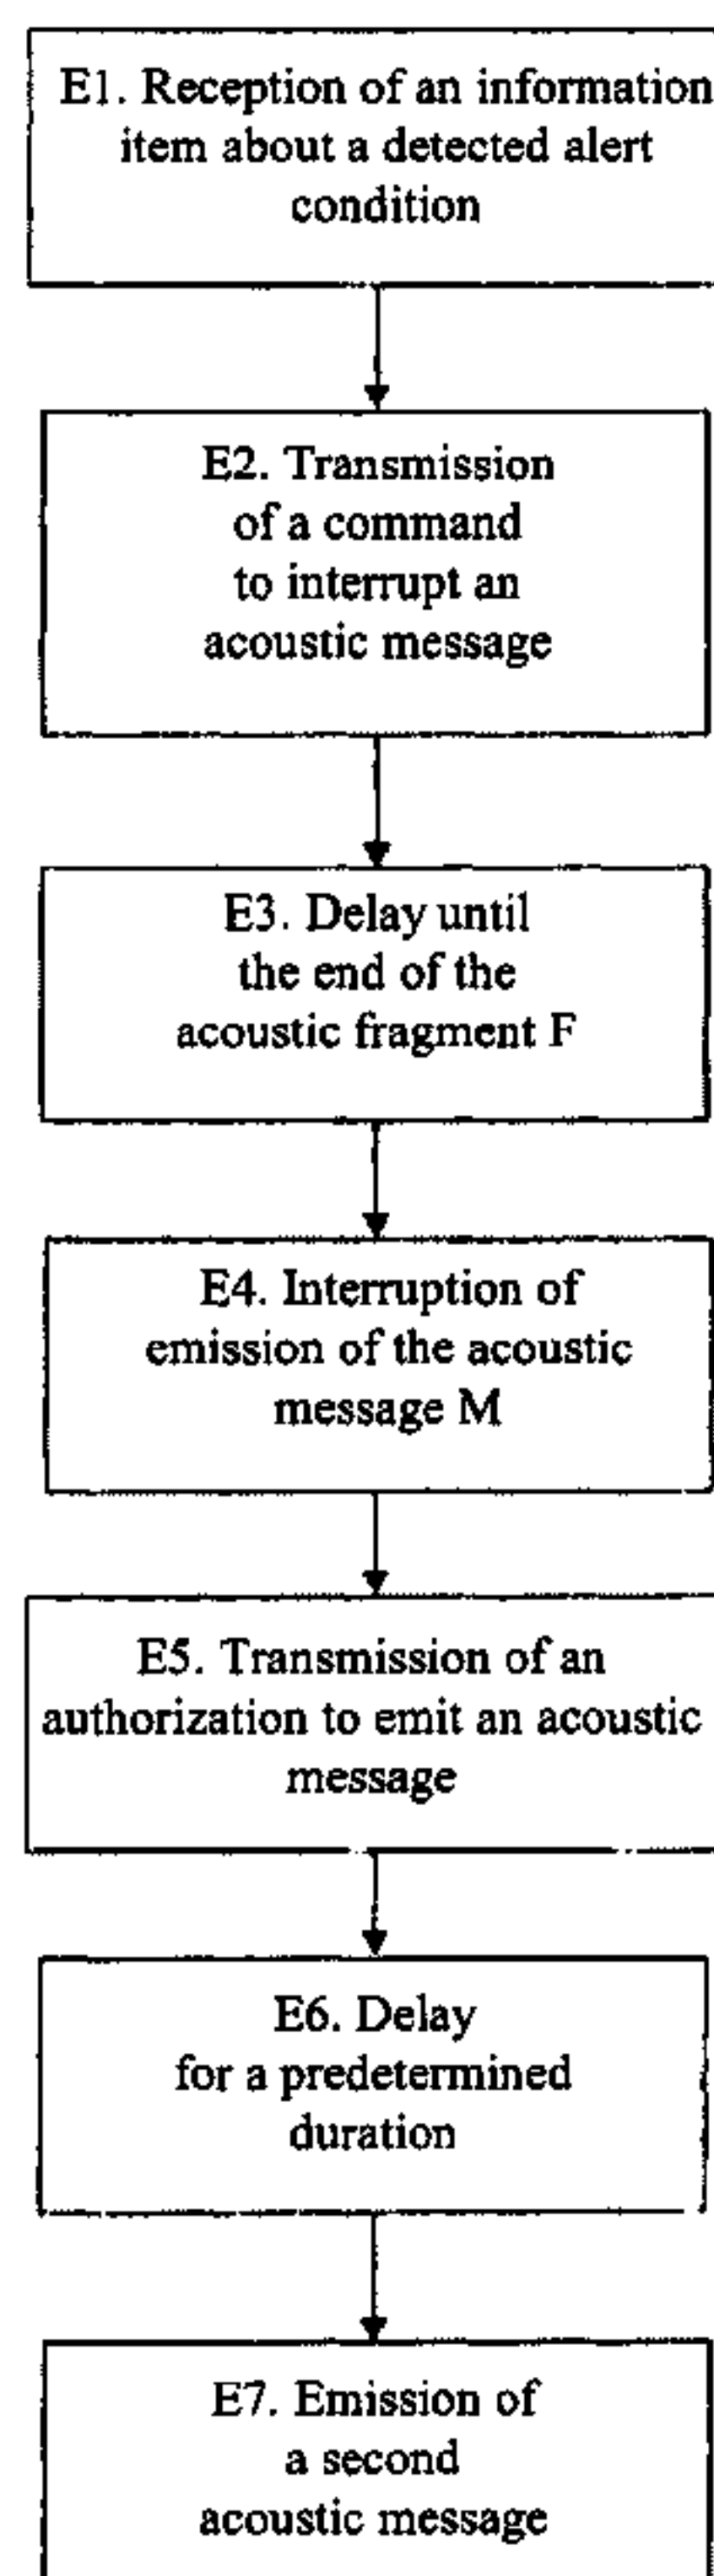 E1. Reception of an information
item about a detected alert
condition
E2. Transmission
of a command
to interrupt an
acoustic message
E3. Delay until
the end of the
acoustic fragment F
E4. Interruption of
emission of the acoustic
message M
E5. Transmission of an
authorization to emit an acoustic
message
E6. Delay
for a predetermined
duration
E7. Emission of
a second
acoustic message